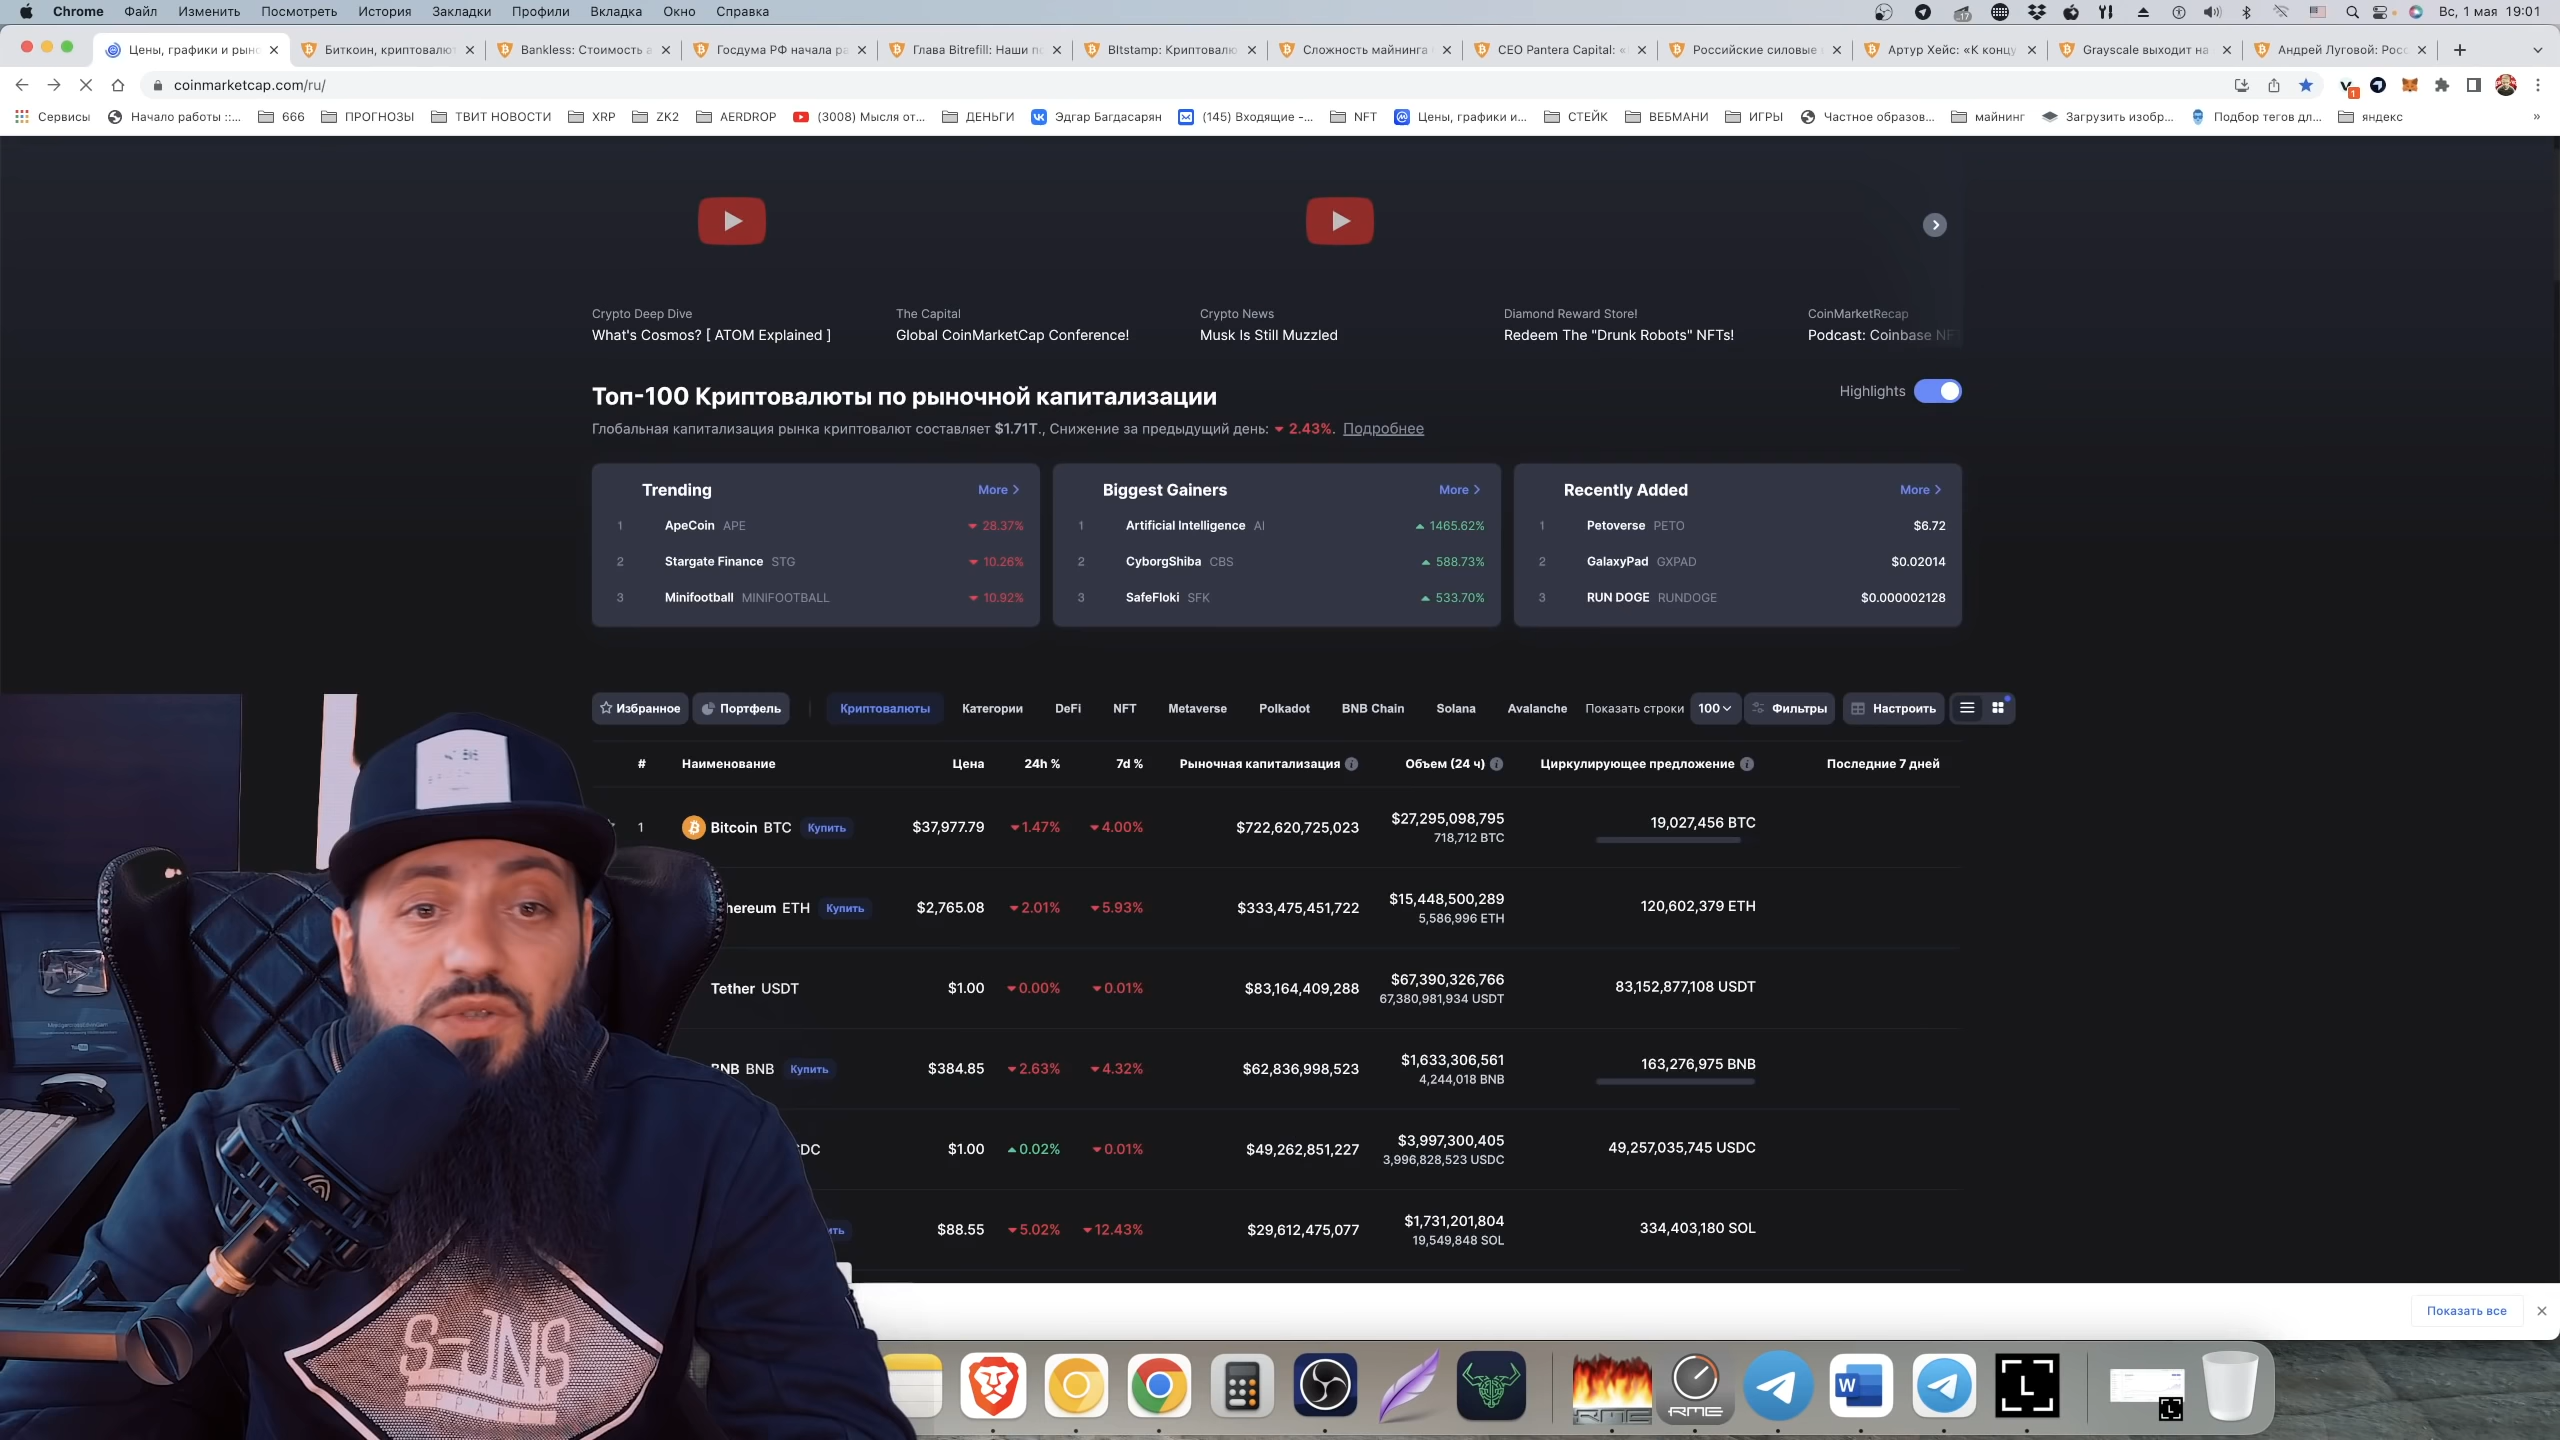 Chrome Файл Изменить Посмотреть История Закладки Профили Вкладка Окно Справка Вс, 1 мая 19:01
Цены, графики и рын Биткоин, криптовалют Bankless: Стоимость а Госдума РФ начала ра Глава Bitrefill: Наши по BItstamp: Криптовалю Сложность майнинга CEO Pantera Capital: « Российские силовые Артур Хейс: «К концу Grayscale выходит на Андрей Луговой: Рос
coinmarketcap.com/ru/
Сервисы Начало работы ::... 666 ПРОГНОЗЫ ТВИТ НОВОСТИ XRP ZK2 AERDROP (3008) Мысля от... ДЕНЬГИ Эдгар Багдасарян (145) Входящие -... NFT Цены, графики и... СТЕЙК ВЕБМАНИ ИГРЫ Частное образов... майнинг Загрузить изобр... Подбор тегов дл... яндекс »
Crypto Deep Dive The Capital Crypto News Diamond Reward Store! CoinMarketRecap
What's Cosmos? [ ATOM Explained ] Global CoinMarketCap Conference! Musk Is Still Muzzled Redeem The "Drunk Robots" NFTs! Podcast: Coinbase NFT
Топ-100 Криптовалюты по рыночной капитализации Highlights
Глобальная капитализация рынка криптовалют составляет $1.71T., Снижение за предыдущий день: 2.43%. Подробнее
Trending More Biggest Gainers More Recently Added More
1 ApeCoin APE 28.37% 1 Artificial Intelligence AI 1465.62% 1 Petoverse PETO $6.72
2 Stargate Finance STG 10.26% 2 CyborgShiba CBS 588.73% 2 GalaxyPad GXPAD $0.02014
3 Minifootball MINIFOOTBALL 10.92% 3 SafeFloki SFK 533.70% 3 RUN DOGE RUNDOGE $0.000002128
Избранное Портфель Криптовалюты Категории DeFi NFT Metaverse Polkadot BNB Chain Solana Avalanche Показать строки 100 Фильтры Настроить
# Наименование Цена 24h % 7d % Рыночная капитализация Объем (24 ч) Циркулирующее предложение Последние 7 дней
1 Bitcoin BTC Купить $37,977.79 1.47% 4.00% $722,620,725,023 $27,295,098,795 19,027,456 BTC
718,712 BTC
hereum ETH Купить $2,765.08 2.01% 5.93% $333,475,451,722 $15,448,500,289 120,602,379 ETH
5,586,996 ETH
Tether USDT $1.00 0.00% 0.01% $83,164,409,288 $67,390,326,766 83,152,877,108 USDT
67,380,981,934 USDT
BNB BNB Купить $384.85 2.63% 4.32% $62,836,998,523 $1,633,306,561 163,276,975 BNB
4,244,018 BNB
DC $1.00 0.02% 0.01% $49,262,851,227 $3,997,300,405 49,257,035,745 USDC
3,996,828,523 USDC
ить $88.55 5.02% 12.43% $29,612,475,077 $1,731,201,804 334,403,180 SOL
19,549,848 SOL
Показать все
S-JNS
PREMIUM
APPAREL
RME RME W L